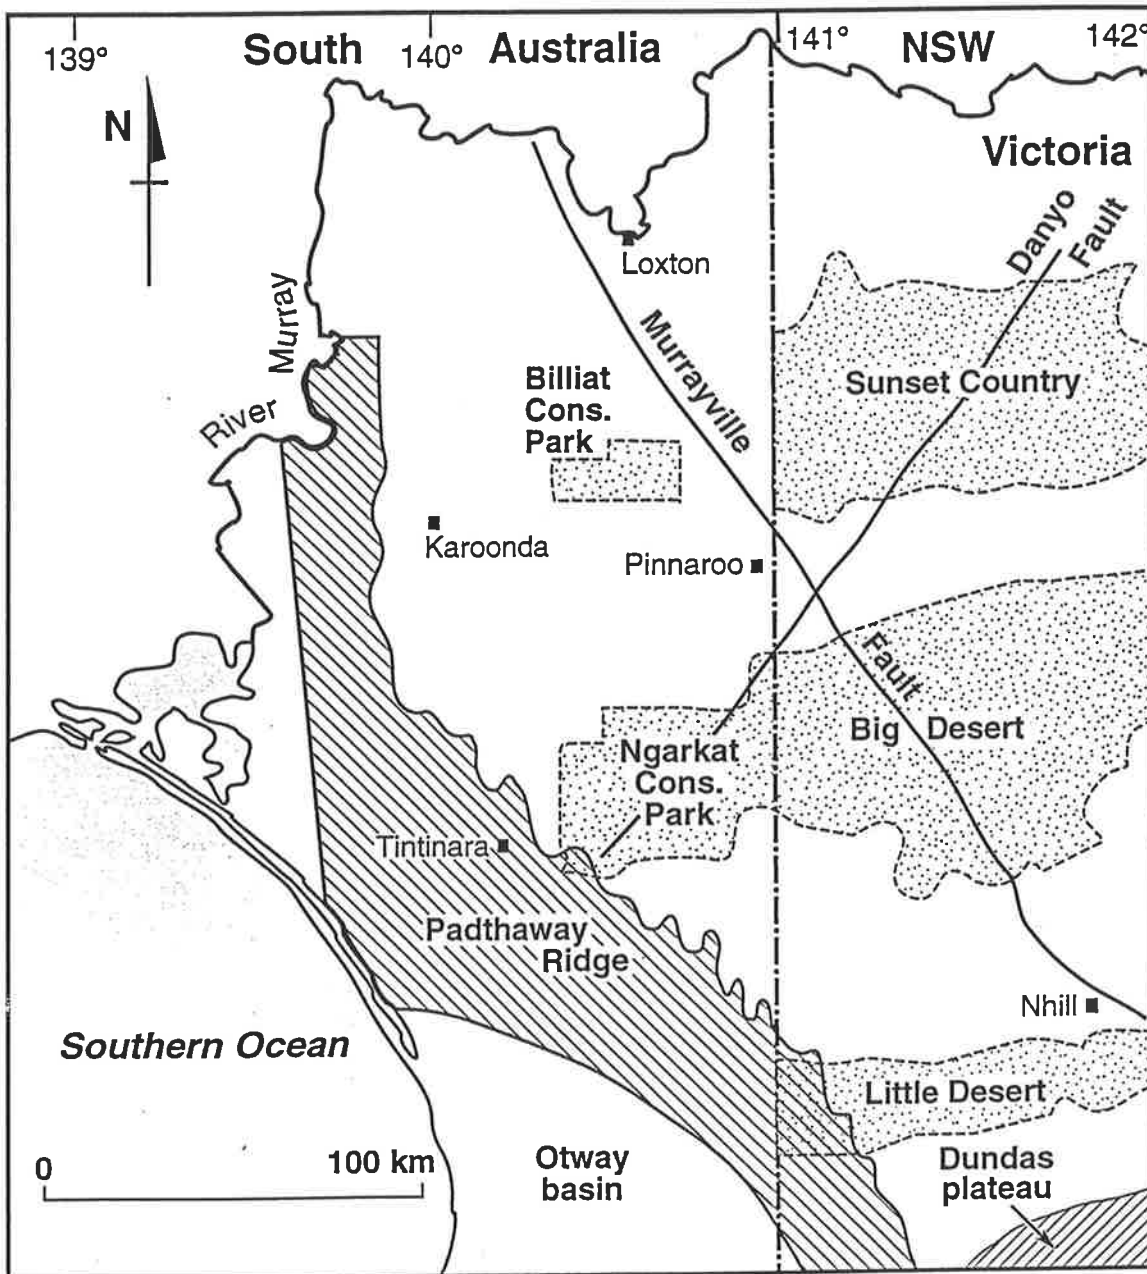 139°
South
140°
Australia
141°
NSW
142°
N
Victoria
Danyo
Fault
Loxton
Murray
River
Murrayville
Fault
Billiat
Cons.
Park
Sunset Country
Karoonda
Pinnaroo
Ngarkat
Cons.
Park
Big Desert
Tintinara
Padthaway
Ridge
Nhill
Southern Ocean
Little Desert
0
100 km
Otway
basin
Dundas
plateau